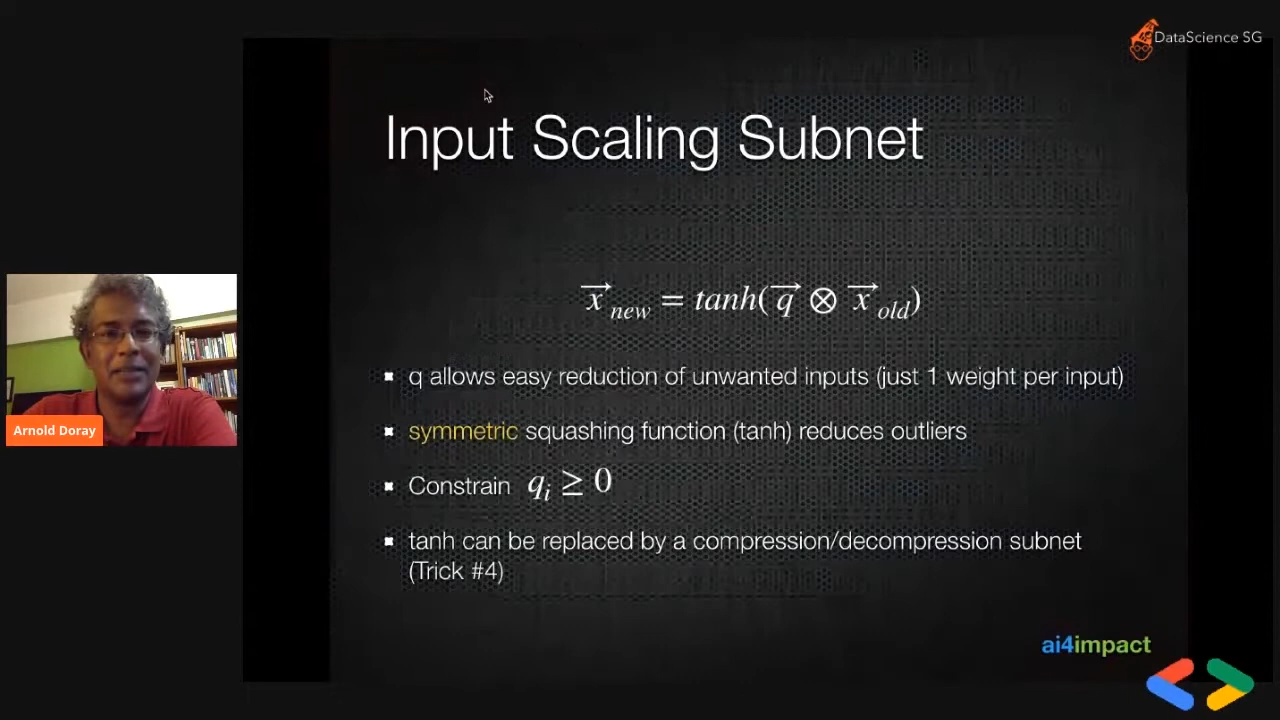 DataScience SG
Input Scaling Subnet
x⃗ new = tanh(q⃗ ⊗ x⃗ old)
q allows easy reduction of unwanted inputs (just 1 weight per input)
symmetric squashing function (tanh) reduces outliers
Constrain qi ≥ 0
tanh can be replaced by a compression/decompression subnet
(Trick #4)
Arnold Doray
ai4impact